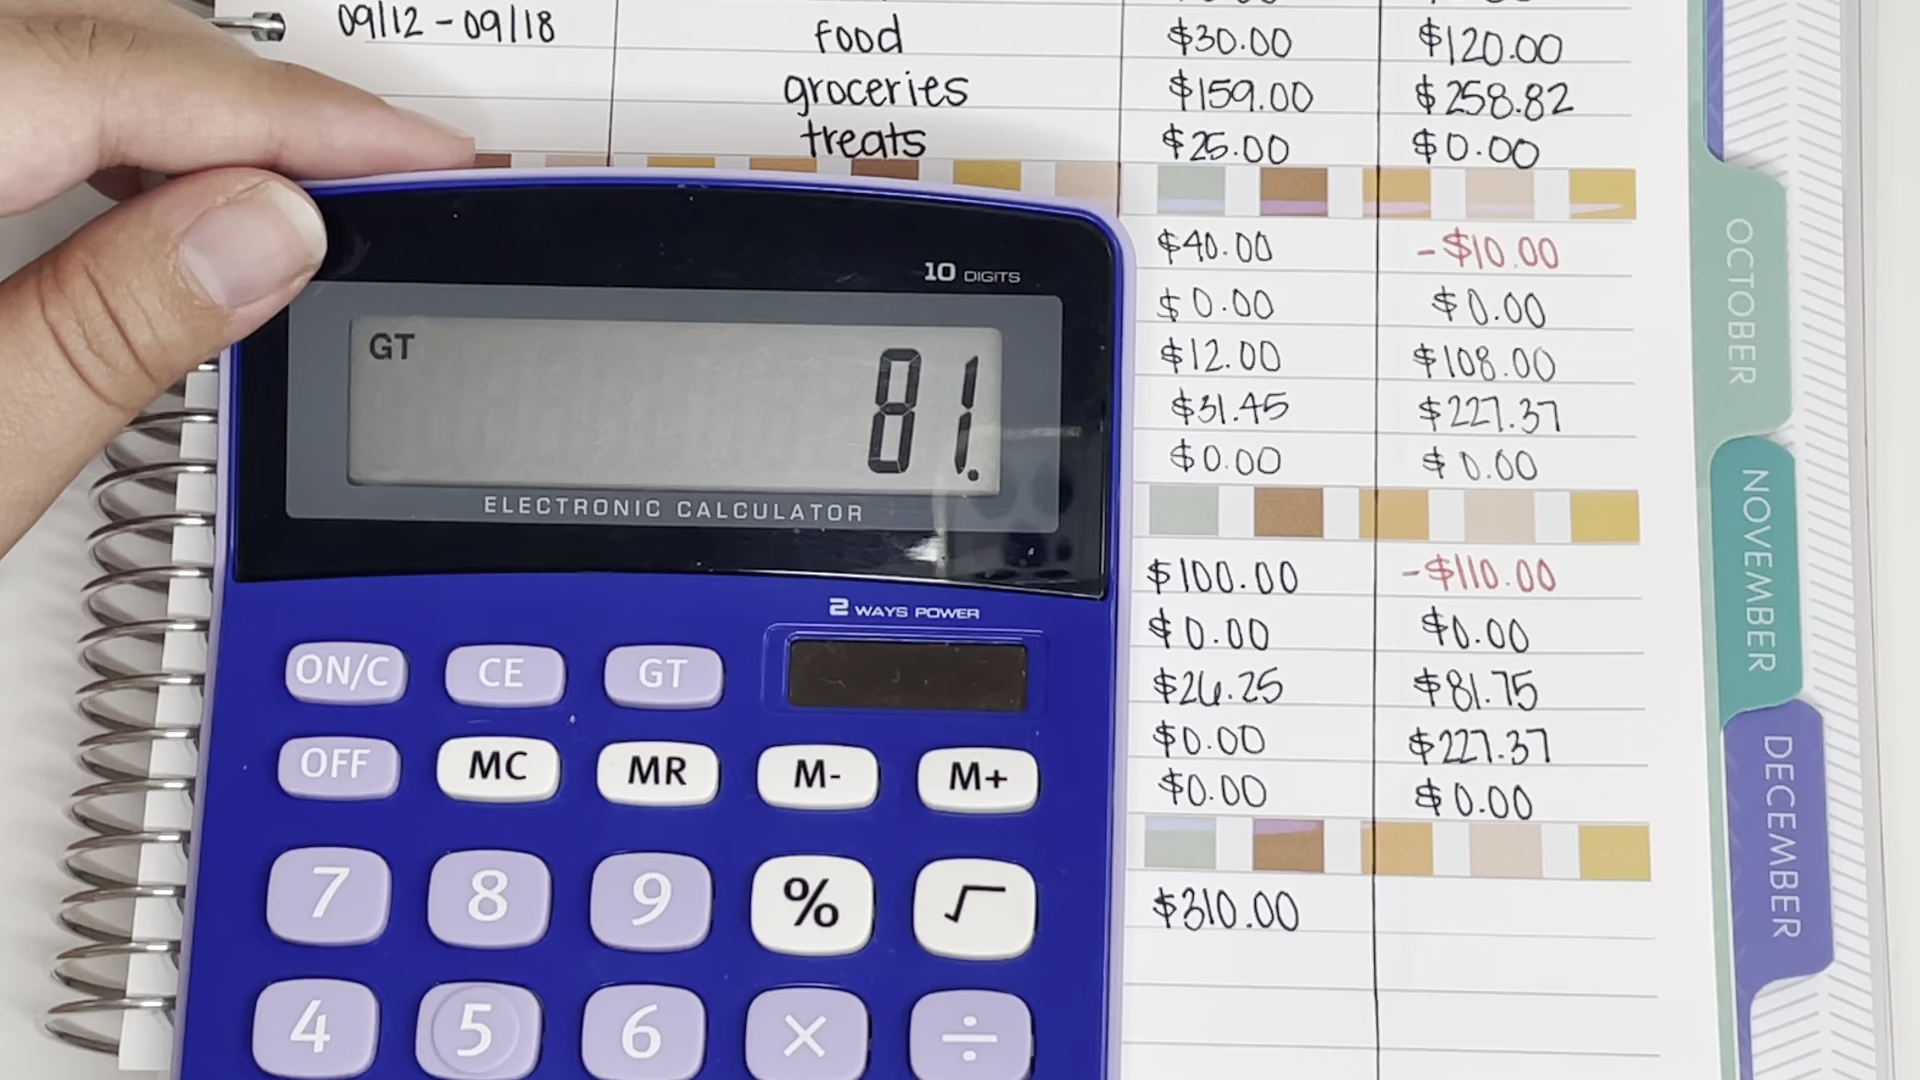 09/12 - 09/18
food $30.00 $120.00
groceries $159.00 $258.82
treats $25.00 $0.00
$40.00 -$10.00
$0.00 $0.00
$12.00 $108.00
$31.45 $227.37
$0.00 $0.00
$100.00 -$110.00
$0.00 $0.00
$26.25 $81.75
$0.00 $227.37
$0.00 $0.00
$310.00
10 DIGITS
GT
81.
ELECTRONIC CALCULATOR
2 WAYS POWER
ON/C CE GT
OFF MC MR M- M+
7 8 9 % √
4 5 6 × ÷
OCTOBER
NOVEMBER
DECEMBER